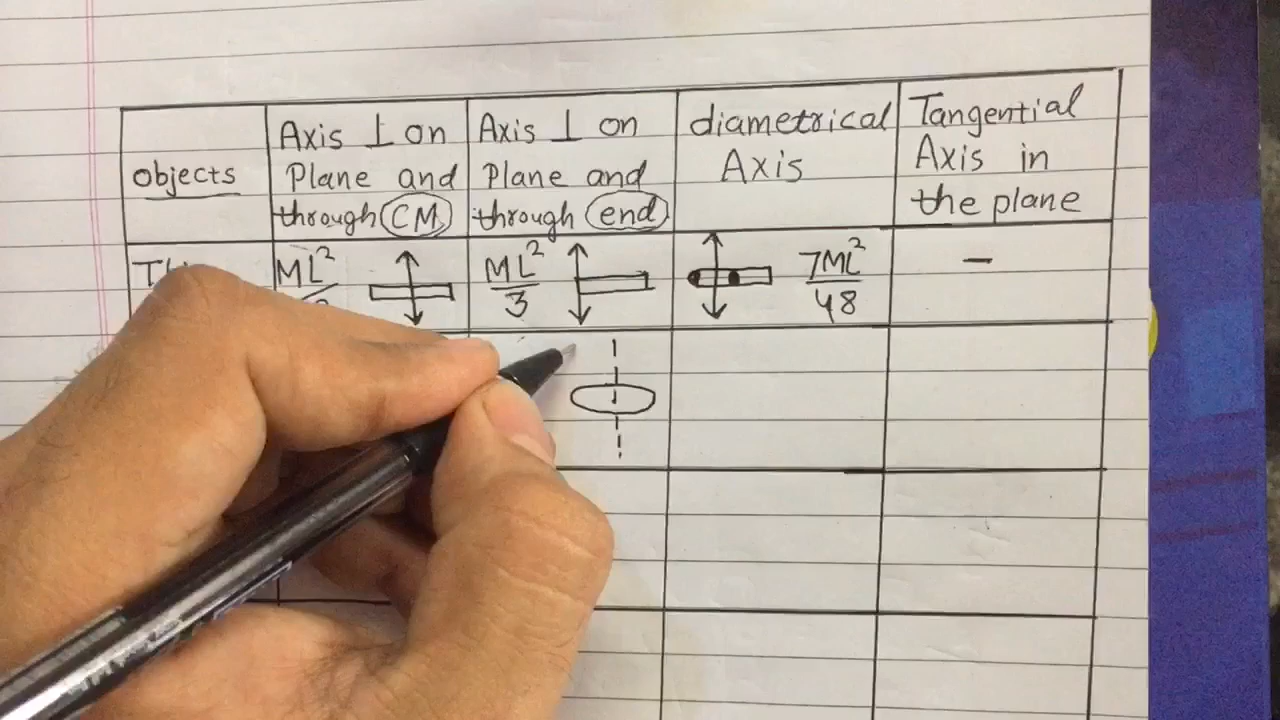 objects
Axis ⊥ on
Plane and
through CM
Axis ⊥ on
Plane and
through end
diametrical
Axis
Tangential
Axis in
the plane
ML²
ML²/3
7ML²/48
–